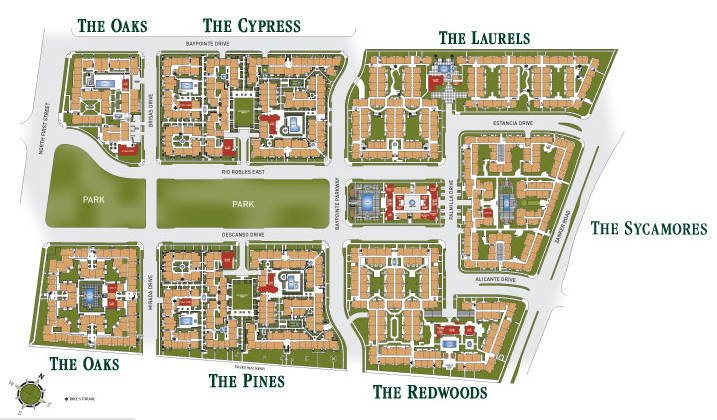 THE OAKS
THE CYPRESS
THE LAURELS
BAYPOINTE DRIVE
NORTH FIRST STREET
BRISAS DRIVE
ESTANCIA DRIVE
RIO ROBLES EAST
PARK
PARK
BAYPOINTE PARKWAY
PALMILLA DRIVE
ZANKER ROAD
THE SYCAMORES
DESCANSO DRIVE
MIRADA DRIVE
ALICANTE DRIVE
THE OAKS
PASEO WALKWAY
THE PINES
THE REDWOODS
N
W
E
S
BIKE STORAGE